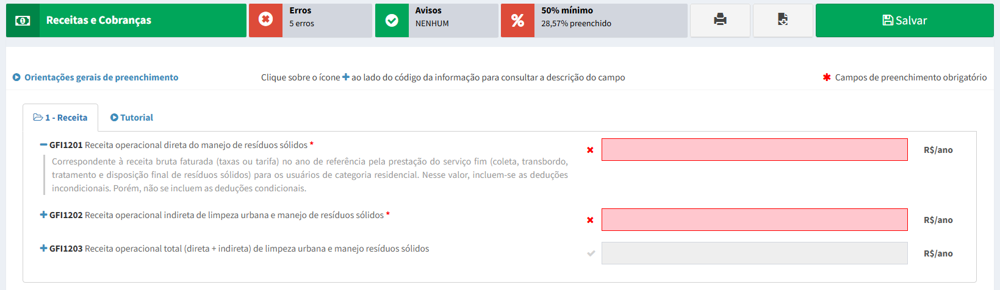 Receitas e Cobranças
Erros
5 erros
Avisos
NENHUM
50% mínimo
28,57% preenchido
Salvar
Orientações gerais de preenchimento
Clique sobre o ícone + ao lado do código da informação para consultar a descrição do campo
* Campos de preenchimento obrigatório
1 - Receita
Tutorial
GFI1201 Receita operacional direta do manejo de resíduos sólidos *
R$/ano
Correspondente à receita bruta faturada (taxas ou tarifa) no ano de referência pela prestação do serviço fim (coleta, transbordo,
tratamento e disposição final de resíduos sólidos) para os usuários de categoria residencial. Nesse valor, incluem-se as deduções
incondicionais. Porém, não se incluem as deduções condicionais.
GFI1202 Receita operacional indireta de limpeza urbana e manejo de resíduos sólidos *
R$/ano
GFI1203 Receita operacional total (direta + indireta) de limpeza urbana e manejo resíduos sólidos
R$/ano